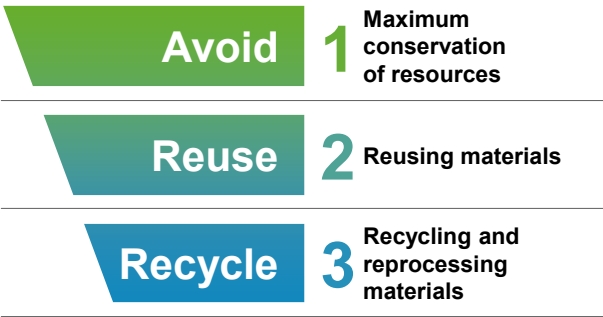 Avoid
1
Maximum
conservation
of resources
Reuse
2
Reusing materials
Recycle
3
Recycling and
reprocessing
materials